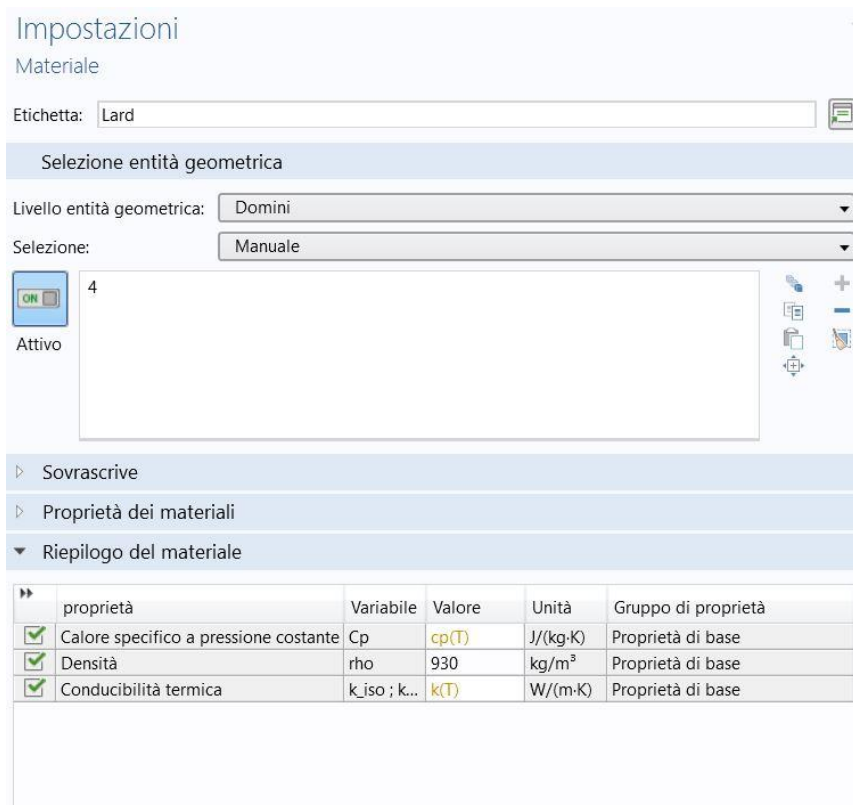 Impostazioni
Materiale
Etichetta: Lard
Selezione entità geometrica
Livello entità geometrica: Domini
Selezione: Manuale
4
ON
Attivo
Sovrascrive
Proprietà dei materiali
Riepilogo del materiale
proprietà Variabile Valore Unità Gruppo di proprietà
Calore specifico a pressione costante Cp cp(T) J/(kg·K) Proprietà di base
Densità rho 930 kg/m³ Proprietà di base
Conducibilità termica k_iso ; k... k(T) W/(m·K) Proprietà di base